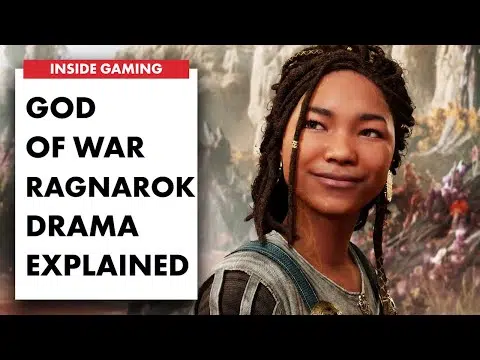 INSIDE GAMING
GOD
OF WAR
RAGNAROK
DRAMA
EXPLAINED